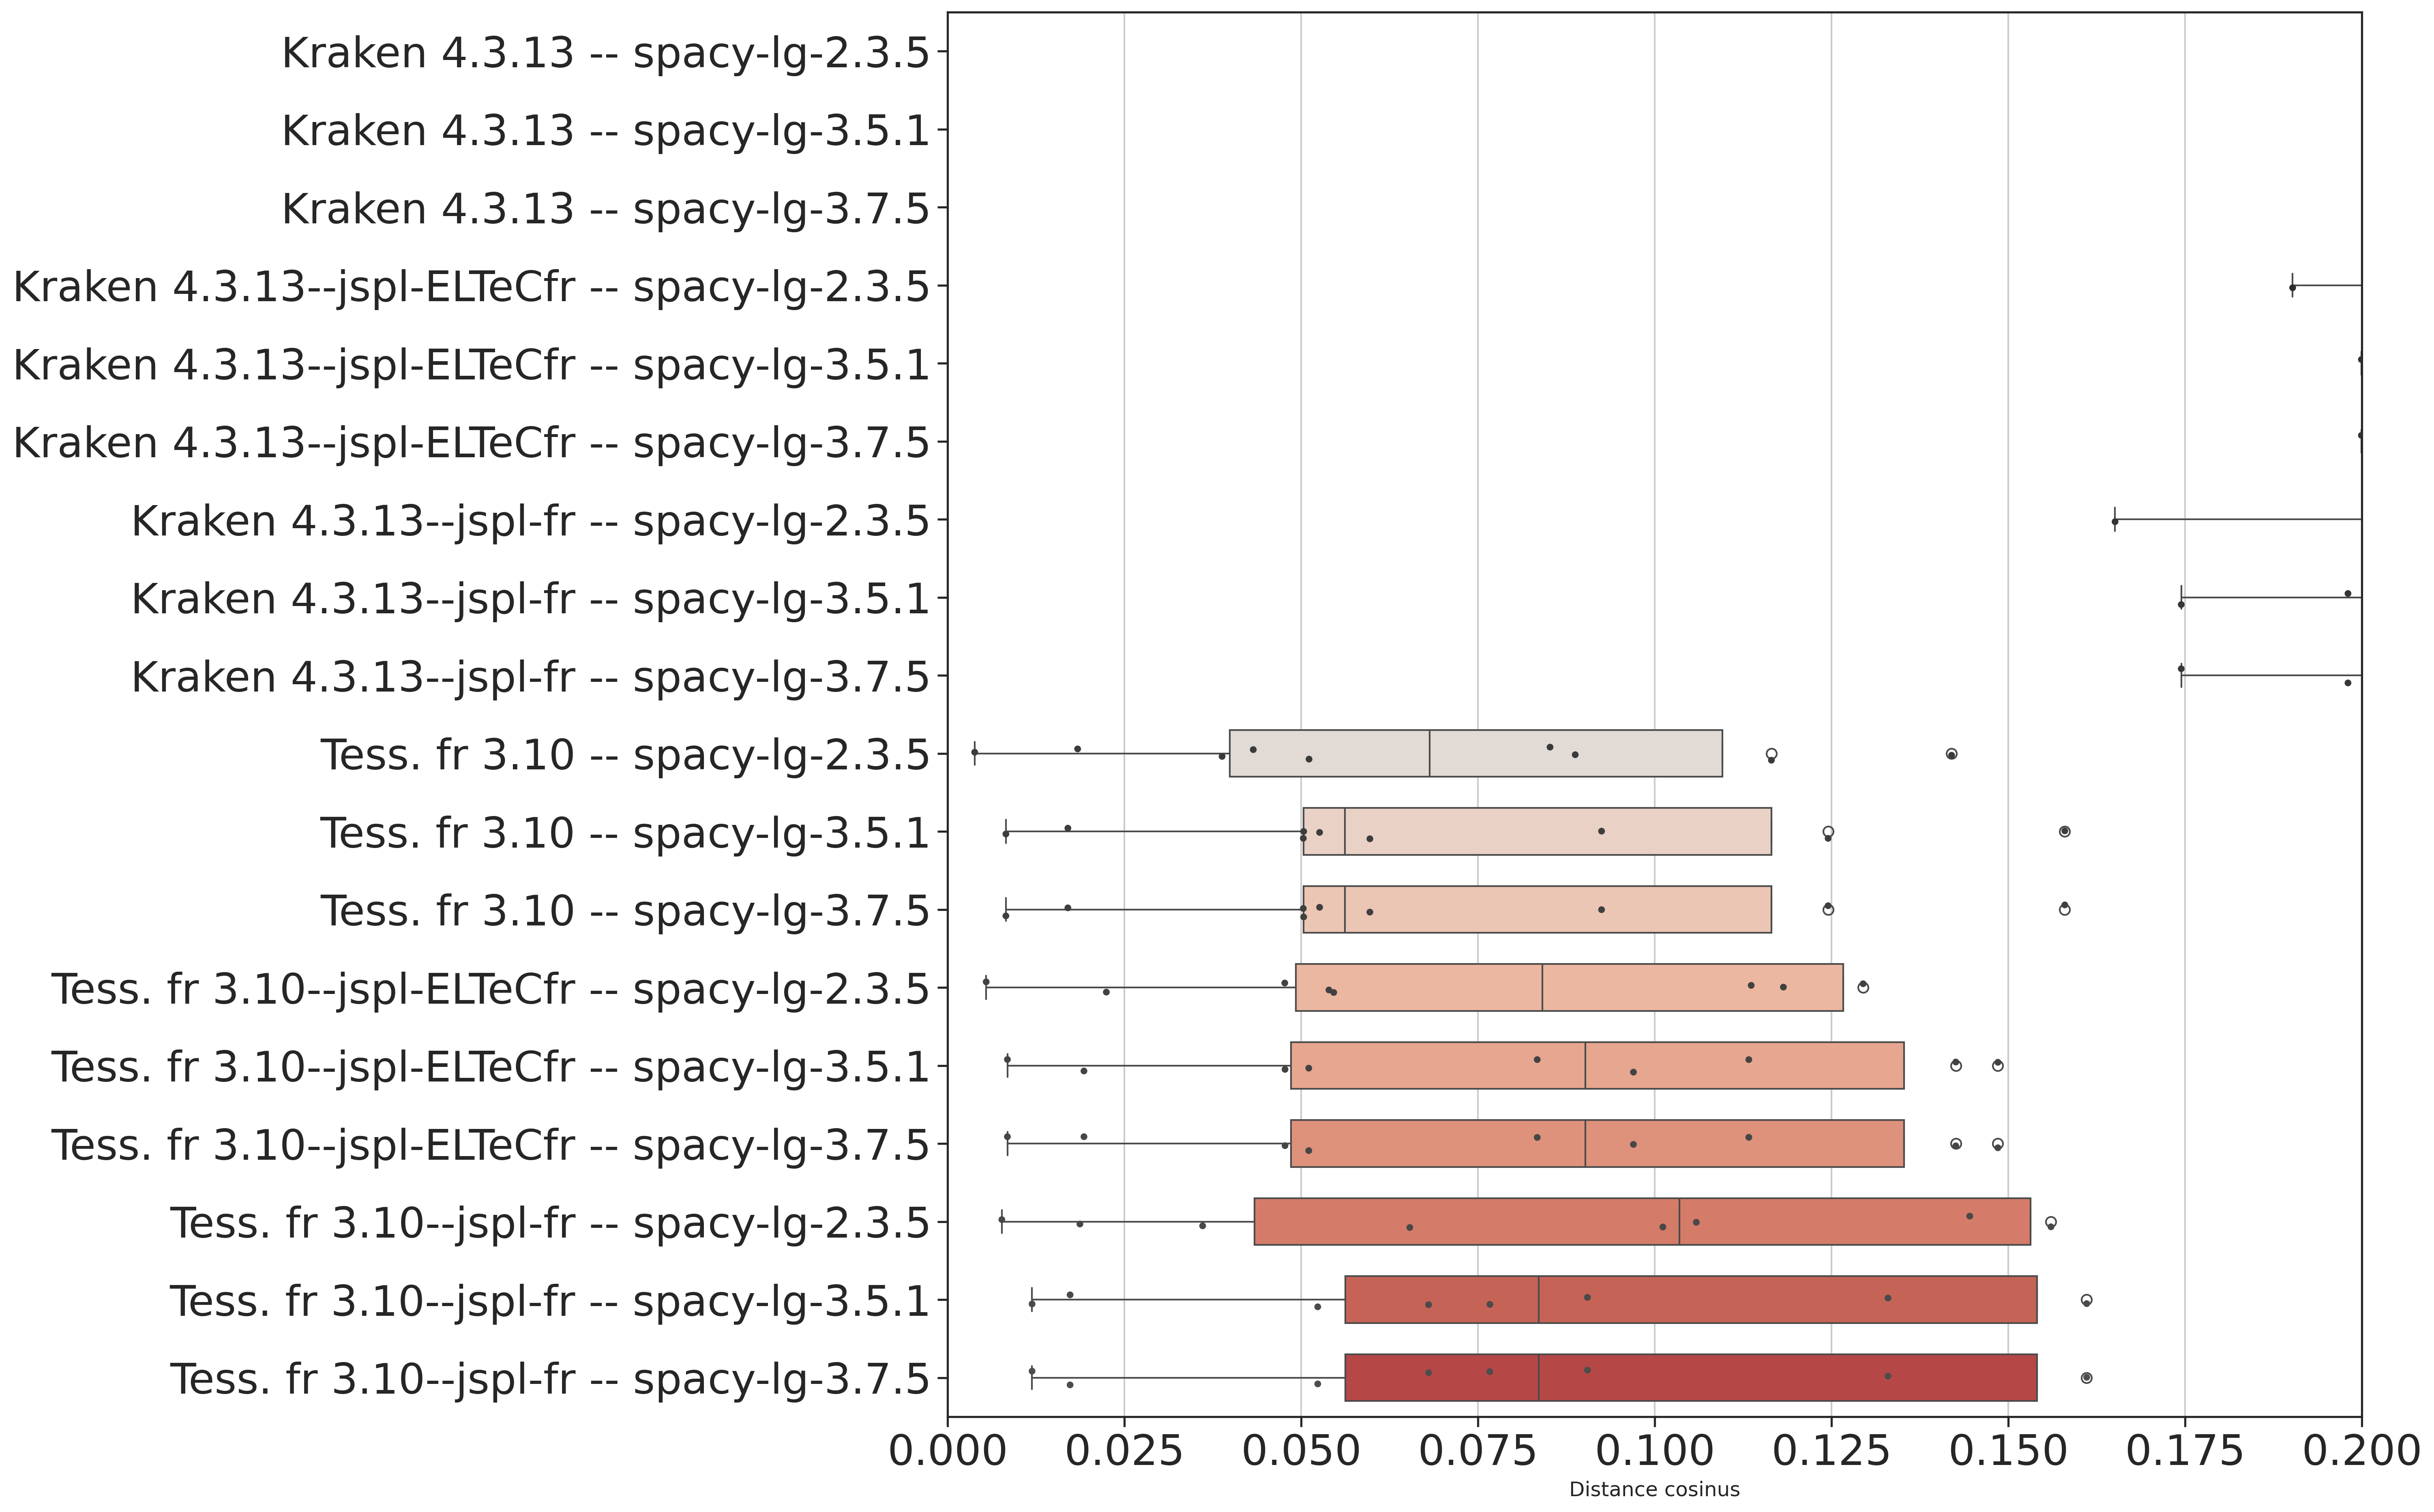 Kraken 4.3.13 -- spacy-lg-2.3.5
Kraken 4.3.13 -- spacy-lg-3.5.1
Kraken 4.3.13 -- spacy-lg-3.7.5
Kraken 4.3.13--jspl-ELTeCfr -- spacy-lg-2.3.5
Kraken 4.3.13--jspl-ELTeCfr -- spacy-lg-3.5.1
Kraken 4.3.13--jspl-ELTeCfr -- spacy-lg-3.7.5
Kraken 4.3.13--jspl-fr -- spacy-lg-2.3.5
Kraken 4.3.13--jspl-fr -- spacy-lg-3.5.1
Kraken 4.3.13--jspl-fr -- spacy-lg-3.7.5
Tess. fr 3.10 -- spacy-lg-2.3.5
Tess. fr 3.10 -- spacy-lg-3.5.1
Tess. fr 3.10 -- spacy-lg-3.7.5
Tess. fr 3.10--jspl-ELTeCfr -- spacy-lg-2.3.5
Tess. fr 3.10--jspl-ELTeCfr -- spacy-lg-3.5.1
Tess. fr 3.10--jspl-ELTeCfr -- spacy-lg-3.7.5
Tess. fr 3.10--jspl-fr -- spacy-lg-2.3.5
Tess. fr 3.10--jspl-fr -- spacy-lg-3.5.1
Tess. fr 3.10--jspl-fr -- spacy-lg-3.7.5
0.000 0.025 0.050 0.075 0.100 0.125 0.150 0.175 0.200
Distance cosinus